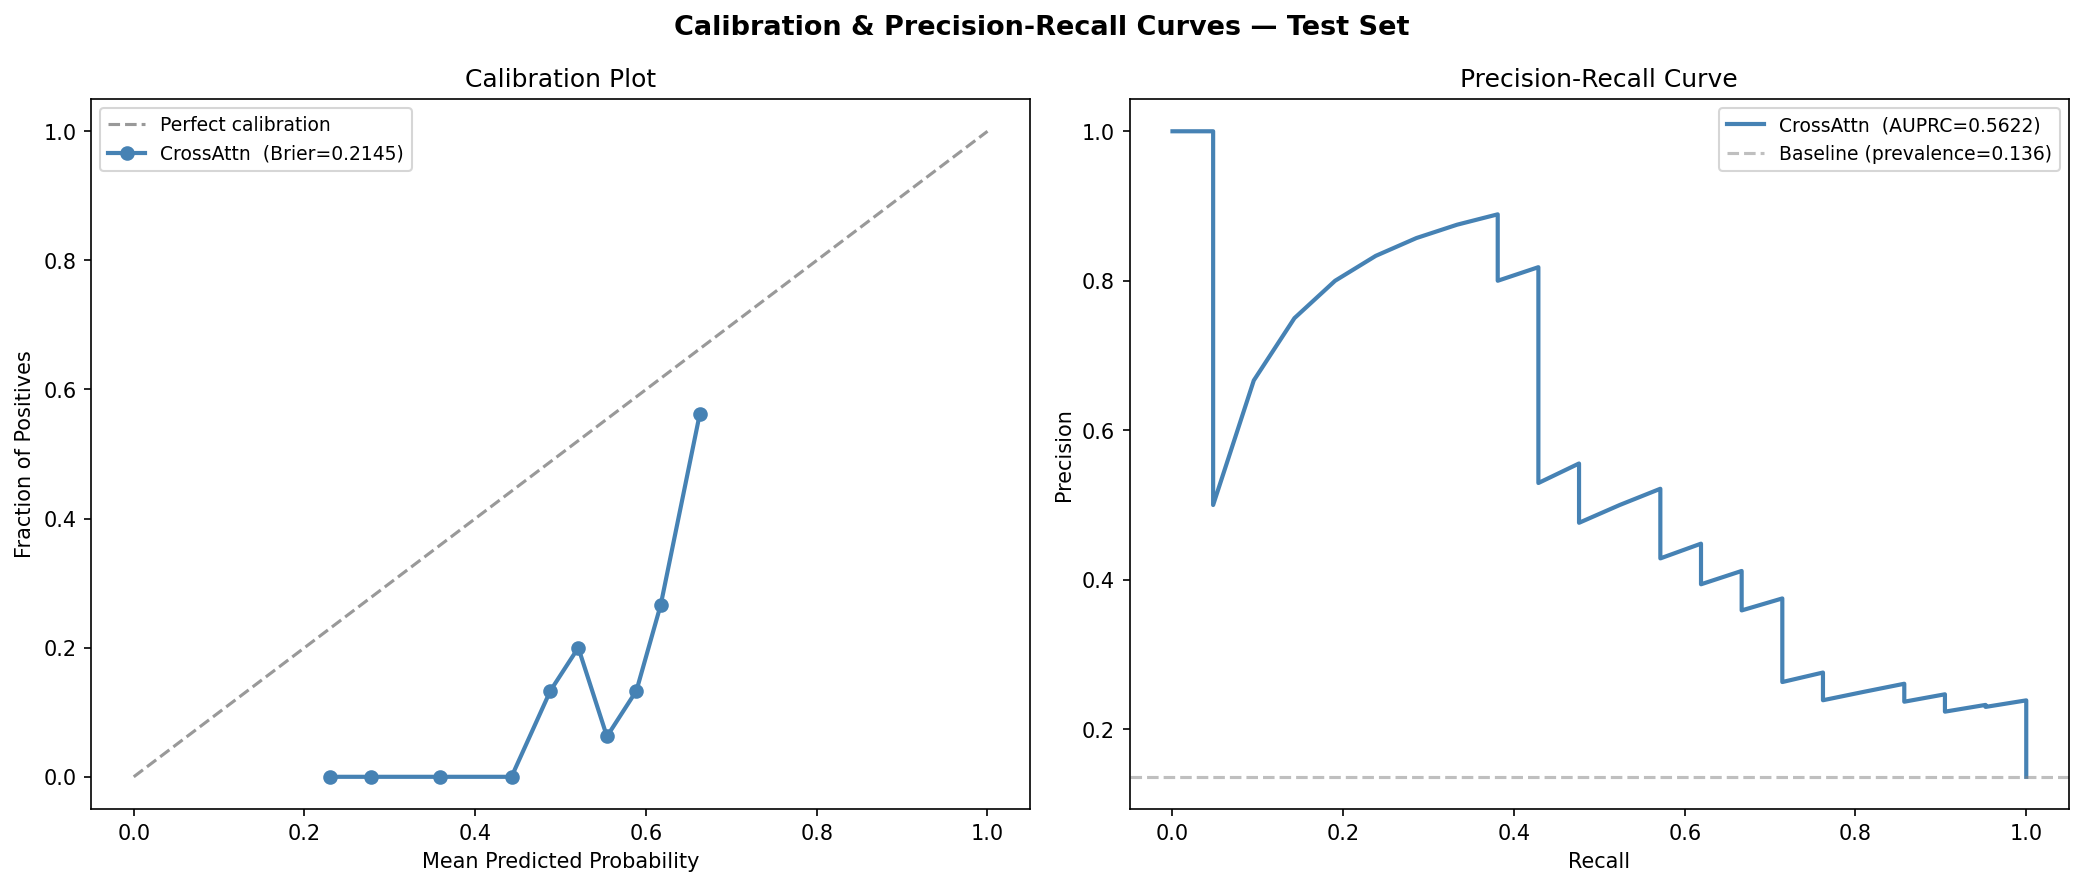 Calibration & Precision-Recall Curves — Test Set
Calibration Plot
Perfect calibration
CrossAttn (Brier=0.2145)
1.0
0.8
0.6
0.4
0.2
0.0
Fraction of Positives
0.0 0.2 0.4 0.6 0.8 1.0
Mean Predicted Probability
Precision-Recall Curve
CrossAttn (AUPRC=0.5622)
Baseline (prevalence=0.136)
1.0
0.8
0.6
0.4
0.2
Precision
0.0 0.2 0.4 0.6 0.8 1.0
Recall